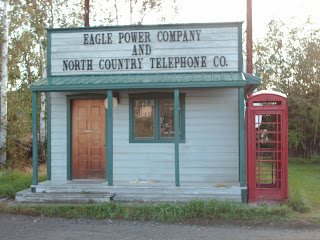 EAGLE POWER COMPANY
AND
NORTH COUNTRY TELEPHONE CO.